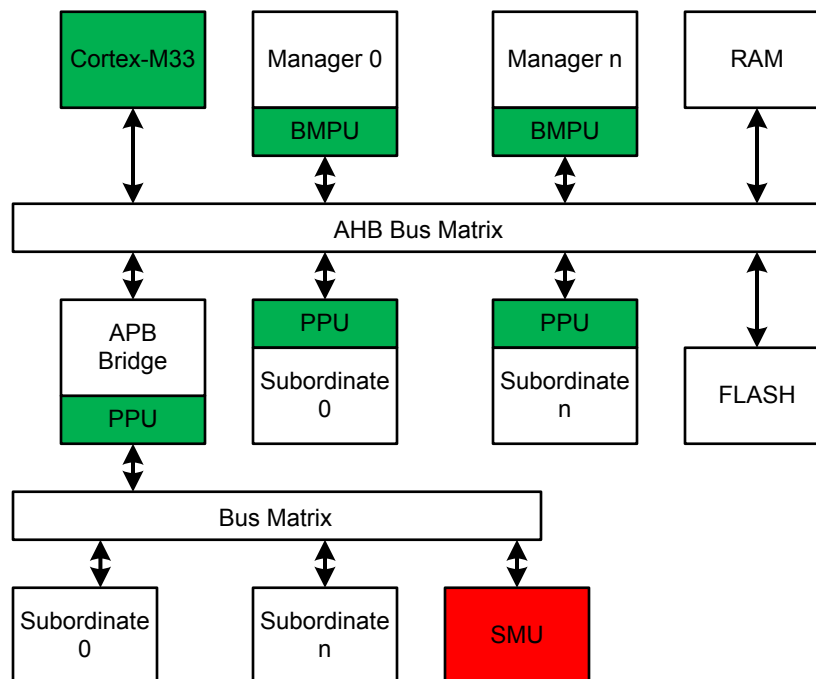 Cortex-M33
Manager 0
Manager n
RAM
BMPU
BMPU
AHB Bus Matrix
APB
Bridge
PPU
PPU
PPU
Subordinate
0
Subordinate
n
FLASH
Bus Matrix
Subordinate
0
Subordinate
n
SMU